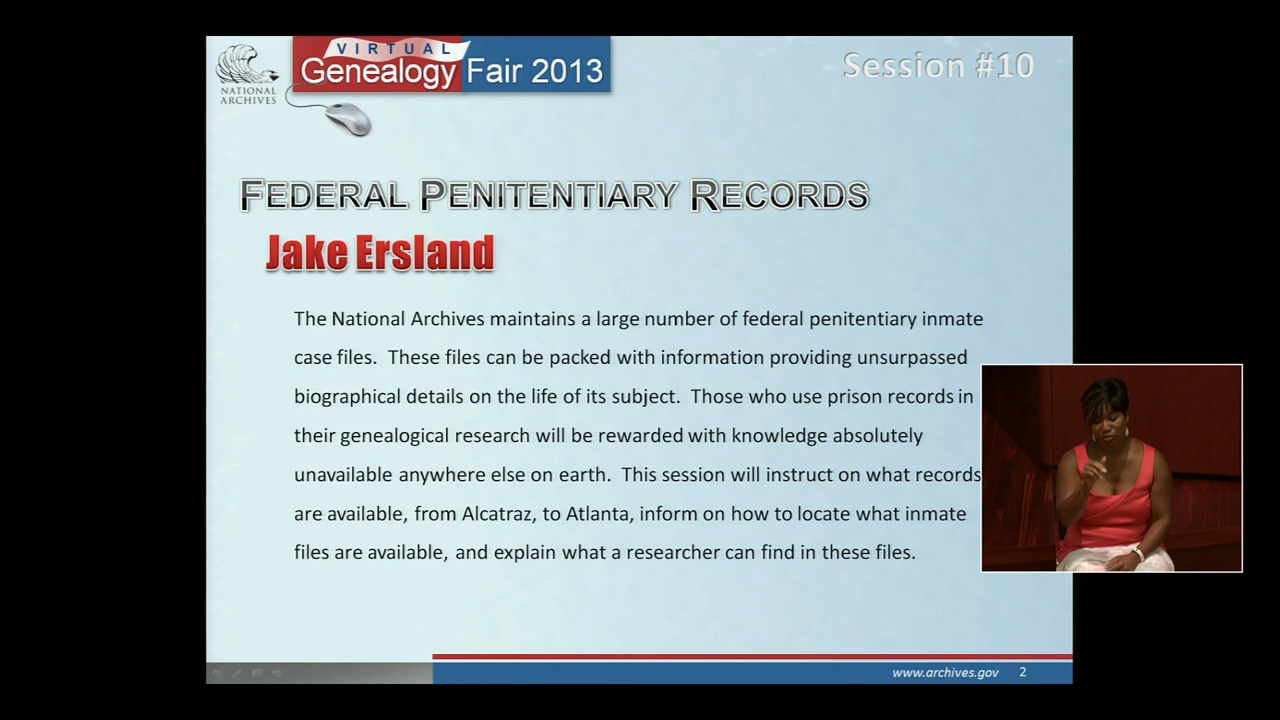 VIRTUAL
Genealogy Fair 2013
Session #10
NATIONAL
ARCHIVES
FEDERAL PENITENTIARY RECORDS
Jake Ersland
The National Archives maintains a large number of federal penitentiary inmate
case files. These files can be packed with information providing unsurpassed
biographical details on the life of its subject. Those who use prison records in
their genealogical research will be rewarded with knowledge absolutely
unavailable anywhere else on earth. This session will instruct on what records
are available, from Alcatraz, to Atlanta, inform on how to locate what inmate
files are available, and explain what a researcher can find in these files.
www.archives.gov 2